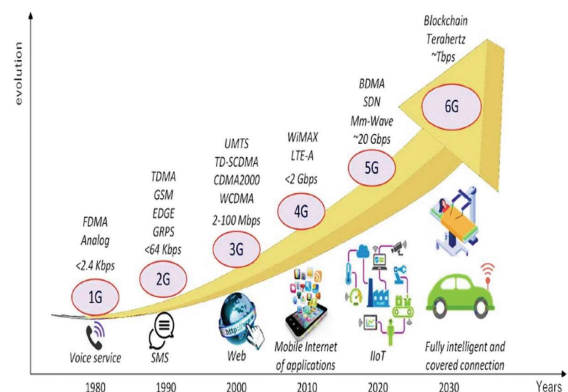 evolution
FDMA
Analog
<2.4 Kbps
1G
Voice service
TDMA
GSM
EDGE
GRPS
<64 Kbps
2G
SMS
UMTS
TD-SCDMA
CDMA2000
WCDMA
2-100 Mbps
3G
http://w
Web
WiMAX
LTE-A
<2 Gbps
4G
Mobile Internet
of applications
BDMA
SDN
Mm-Wave
~20 Gbps
5G
IIoT
Blockchain
Terahertz
~Tbps
6G
Fully intelligent and
covered connection
1980
1990
2000
2010
2020
2030
Years